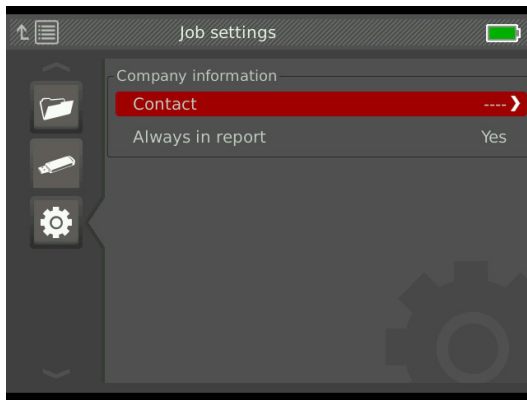 Job settings
Company information
Contact ----
Always in report Yes